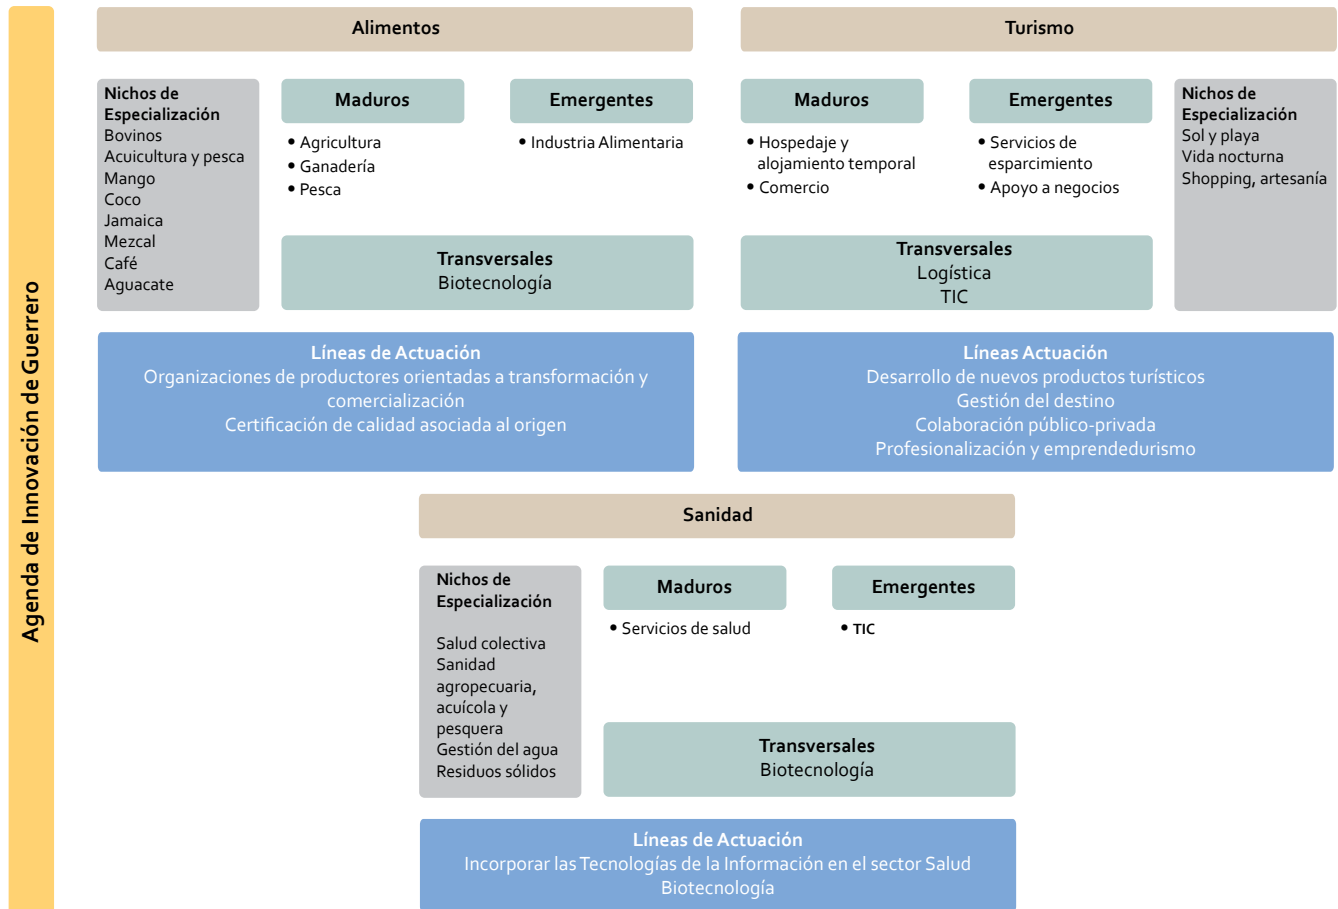 Agenda de Innovación de Guerrero
Alimentos
Nichos de
Especialización
Bovinos
Acuicultura y pesca
Mango
Coco
Jamaica
Mezcal
Café
Aguacate
Maduros
• Agricultura
• Ganadería
• Pesca
Emergentes
• Industria Alimentaria
Transversales
Biotecnología
Líneas de Actuación
Organizaciones de productores orientadas a transformación y
comercialización
Certificación de calidad asociada al origen
Turismo
Maduros
• Hospedaje y
alojamiento temporal
• Comercio
Emergentes
• Servicios de
esparcimiento
• Apoyo a negocios
Nichos de
Especialización
Sol y playa
Vida nocturna
Shopping, artesanía
Transversales
Logística
TIC
Líneas Actuación
Desarrollo de nuevos productos turísticos
Gestión del destino
Colaboración público-privada
Profesionalización y emprendedurismo
Sanidad
Nichos de
Especialización
Salud colectiva
Sanidad
agropecuaria,
acuícola y
pesquera
Gestión del agua
Residuos sólidos
Maduros
• Servicios de salud
Emergentes
• TIC
Transversales
Biotecnología
Líneas de Actuación
Incorporar las Tecnologías de la Información en el sector Salud
Biotecnología